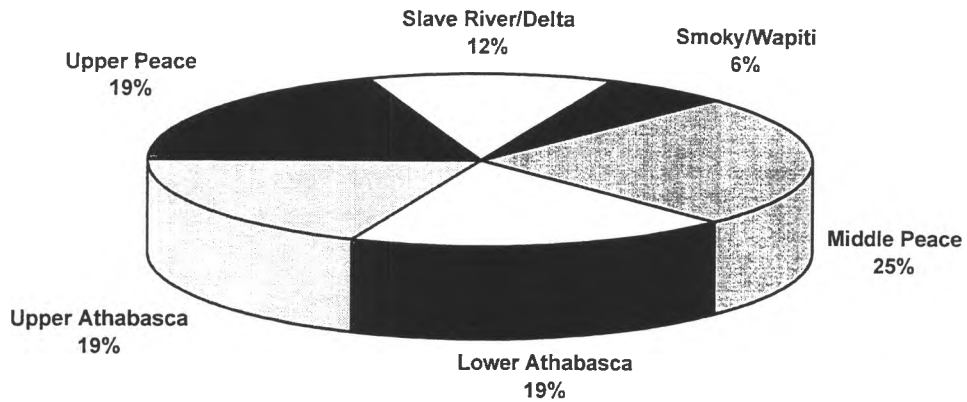 Slave River/Delta
12%
Smoky/Wapiti
6%
Upper Peace
19%
Middle Peace
25%
Upper Athabasca
19%
Lower Athabasca
19%